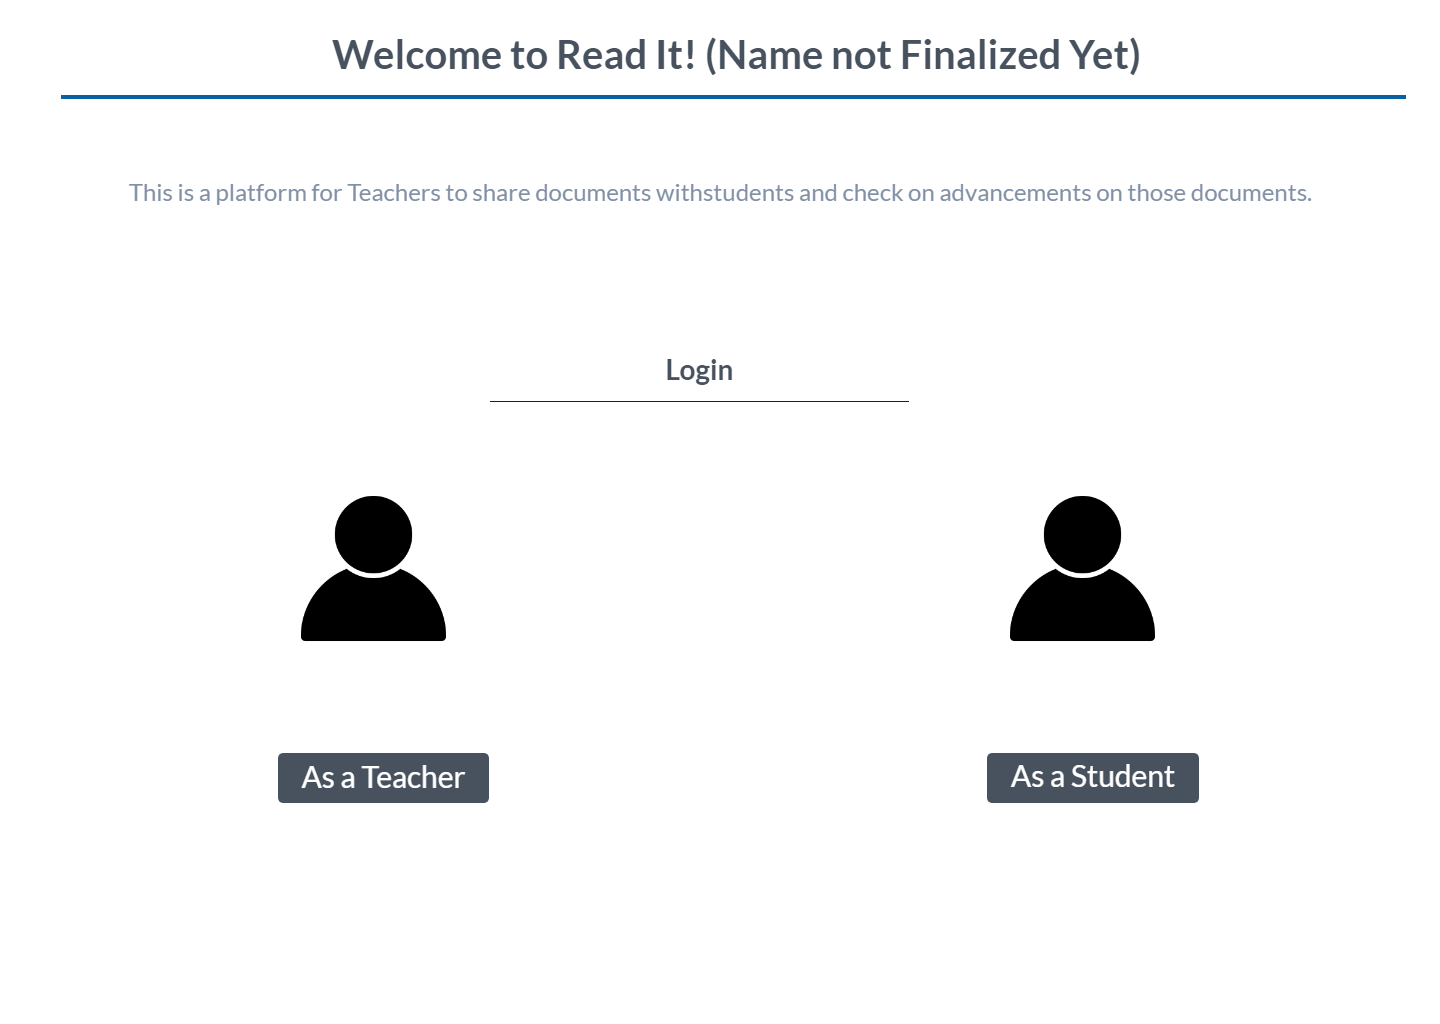 Welcome to Read It! (Name not Finalized Yet)
This is a platform for Teachers to share documents withstudents and check on advancements on those documents.
Login
As a Teacher
As a Student